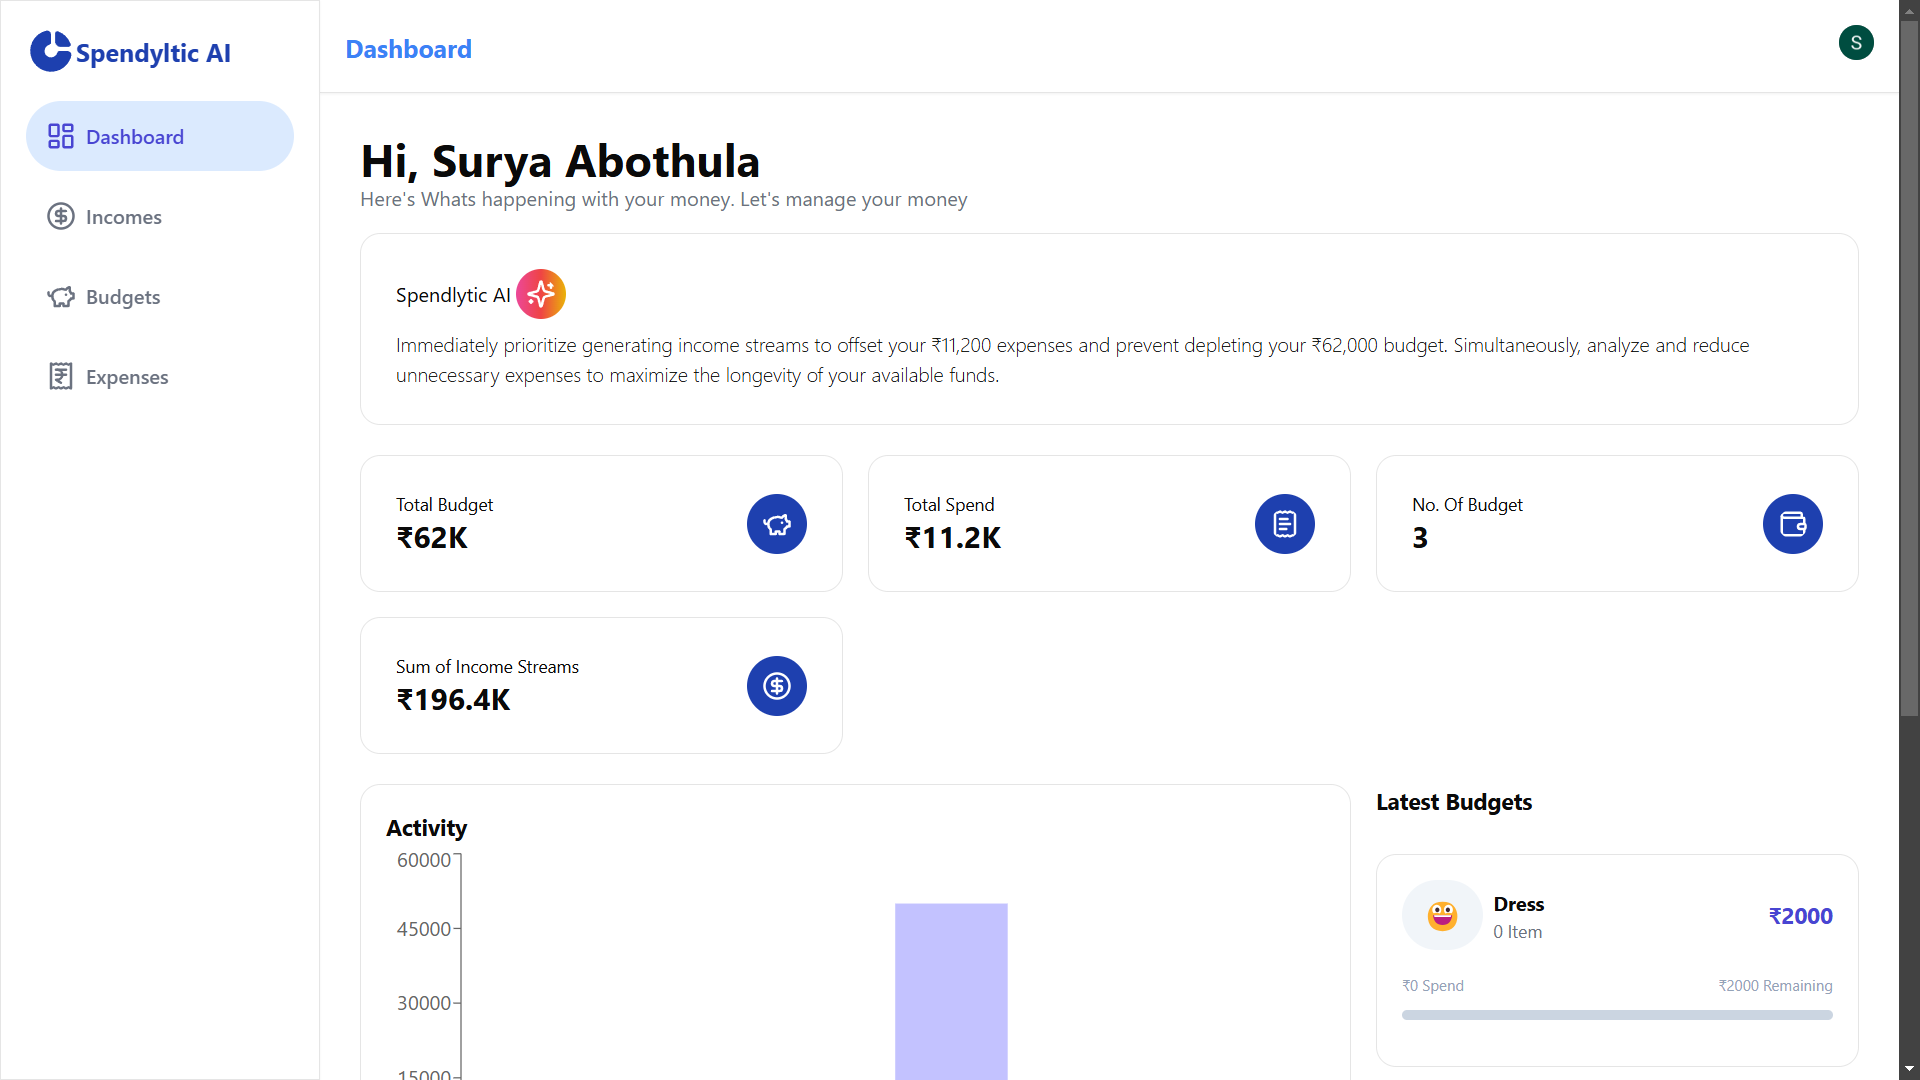 Spendyltic AI
Dashboard
Incomes
Budgets
Expenses
Dashboard
S
Hi, Surya Abothula
Here's Whats happening with your money. Let's manage your money
Spendlytic AI
Immediately prioritize generating income streams to offset your ₹11,200 expenses and prevent depleting your ₹62,000 budget. Simultaneously, analyze and reduce
unnecessary expenses to maximize the longevity of your available funds.
Total Budget
₹62K
Total Spend
₹11.2K
No. Of Budget
3
Sum of Income Streams
₹196.4K
Activity
60000
45000
30000
15000
Latest Budgets
Dress
0 Item
₹2000
₹0 Spend
₹2000 Remaining